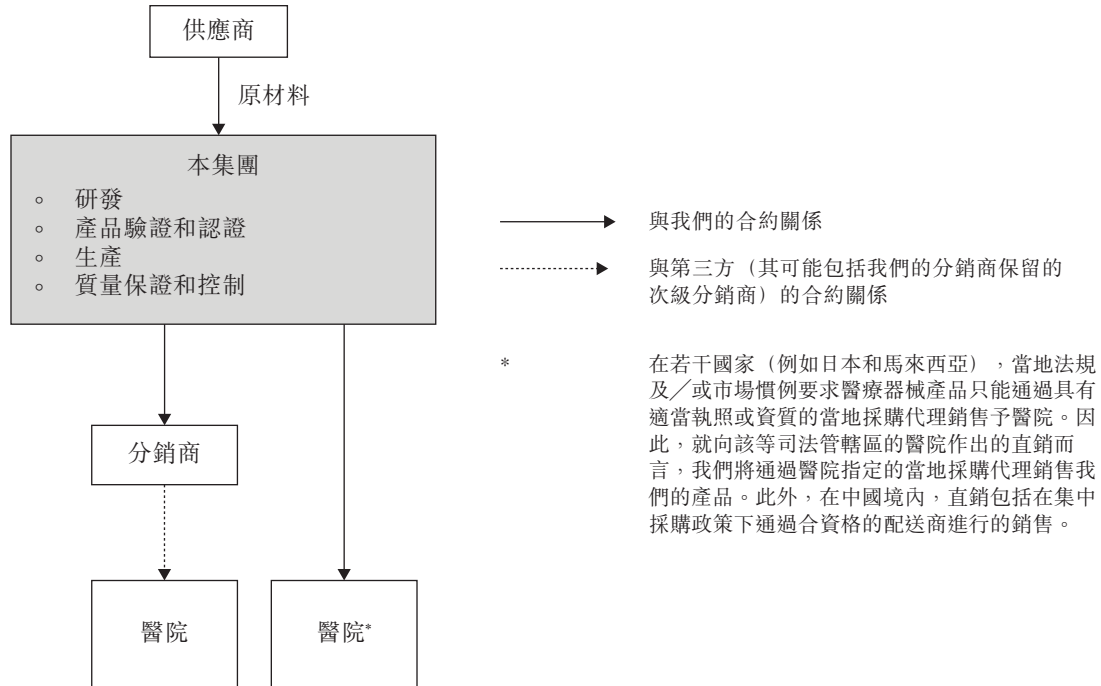 供應商
原材料
本集團
◦ 研發
◦ 產品驗證和認證
◦ 生產
◦ 質量保證和控制
分銷商
醫院
醫院*
與我們的合約關係
與第三方（其可能包括我們的分銷商保留的
次級分銷商）的合約關係
* 在若干國家（例如日本和馬來西亞），當地法規
及／或市場慣例要求醫療器械產品只能通過具有
適當執照或資質的當地採購代理銷售予醫院。因
此，就向該等司法管轄區的醫院作出的直銷而
言，我們將通過醫院指定的當地採購代理銷售我
們的產品。此外，在中國境內，直銷包括在集中
採購政策下通過合資格的配送商進行的銷售。